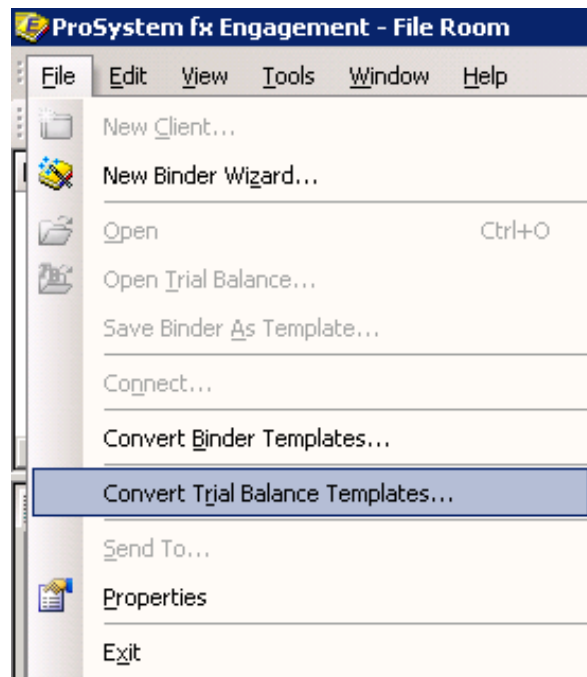 ProSystem fx Engagement - File Room
File Edit View Tools Window Help
New Client...
New Binder Wizard...
Open Ctrl+O
Open Trial Balance...
Save Binder As Template...
Connect...
Convert Binder Templates...
Convert Trial Balance Templates...
Send To...
Properties
Exit